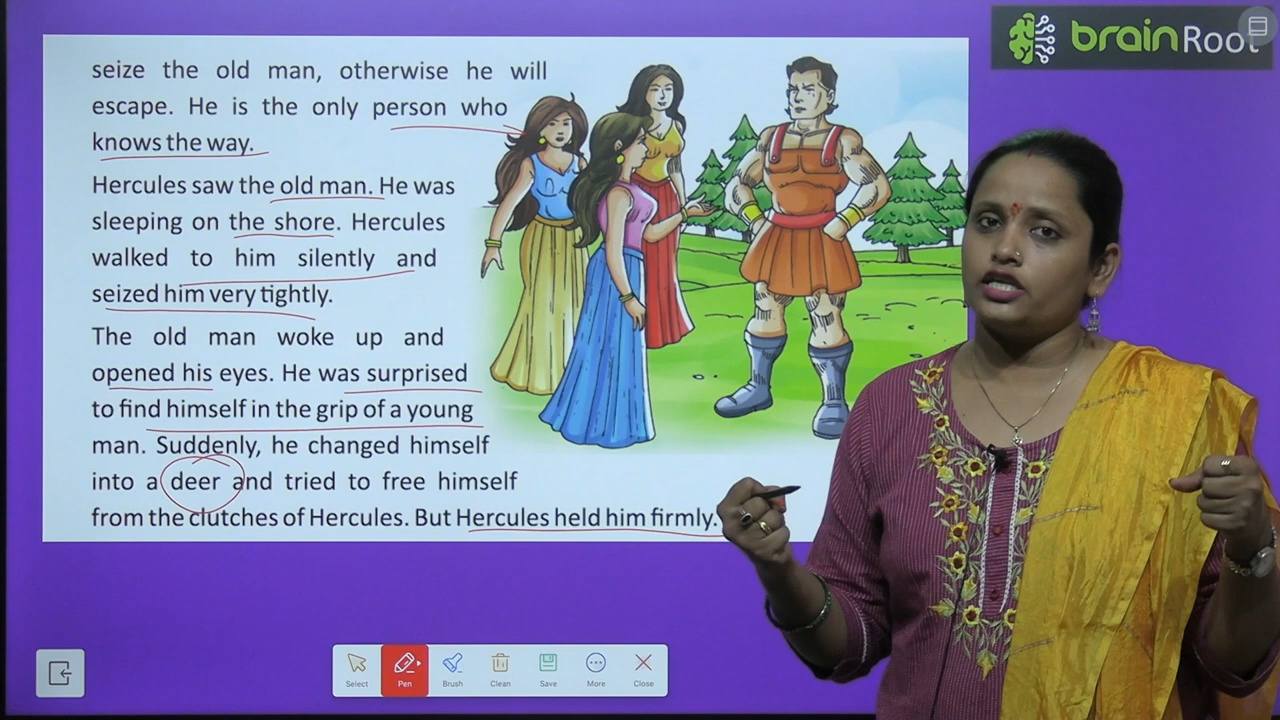 brainRoot
seize the old man, otherwise he will
escape. He is the only person who
knows the way.
Hercules saw the old man. He was
sleeping on the shore. Hercules
walked to him silently and
seized him very tightly.
The old man woke up and
opened his eyes. He was surprised
to find himself in the grip of a young
man. Suddenly, he changed himself
into a deer and tried to free himself
from the clutches of Hercules. But Hercules held him firmly.
Select Pen Brush Clean Save More Close